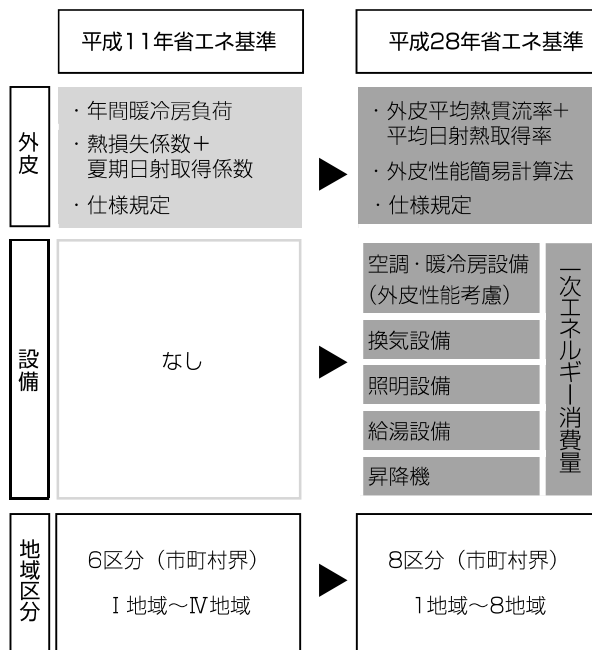 平成11年省エネ基準
平成28年省エネ基準
外皮
・年間暖冷房負荷
・熱損失係数＋
夏期日射取得係数
・仕様規定
・外皮平均熱貫流率＋
平均日射熱取得率
・外皮性能簡易計算法
・仕様規定
設備
なし
空調・暖冷房設備
（外皮性能考慮）
換気設備
照明設備
給湯設備
昇降機
一次エネルギー消費量
地域区分
6区分（市町村界）
Ⅰ地域～Ⅳ地域
8区分（市町村界）
1地域～8地域